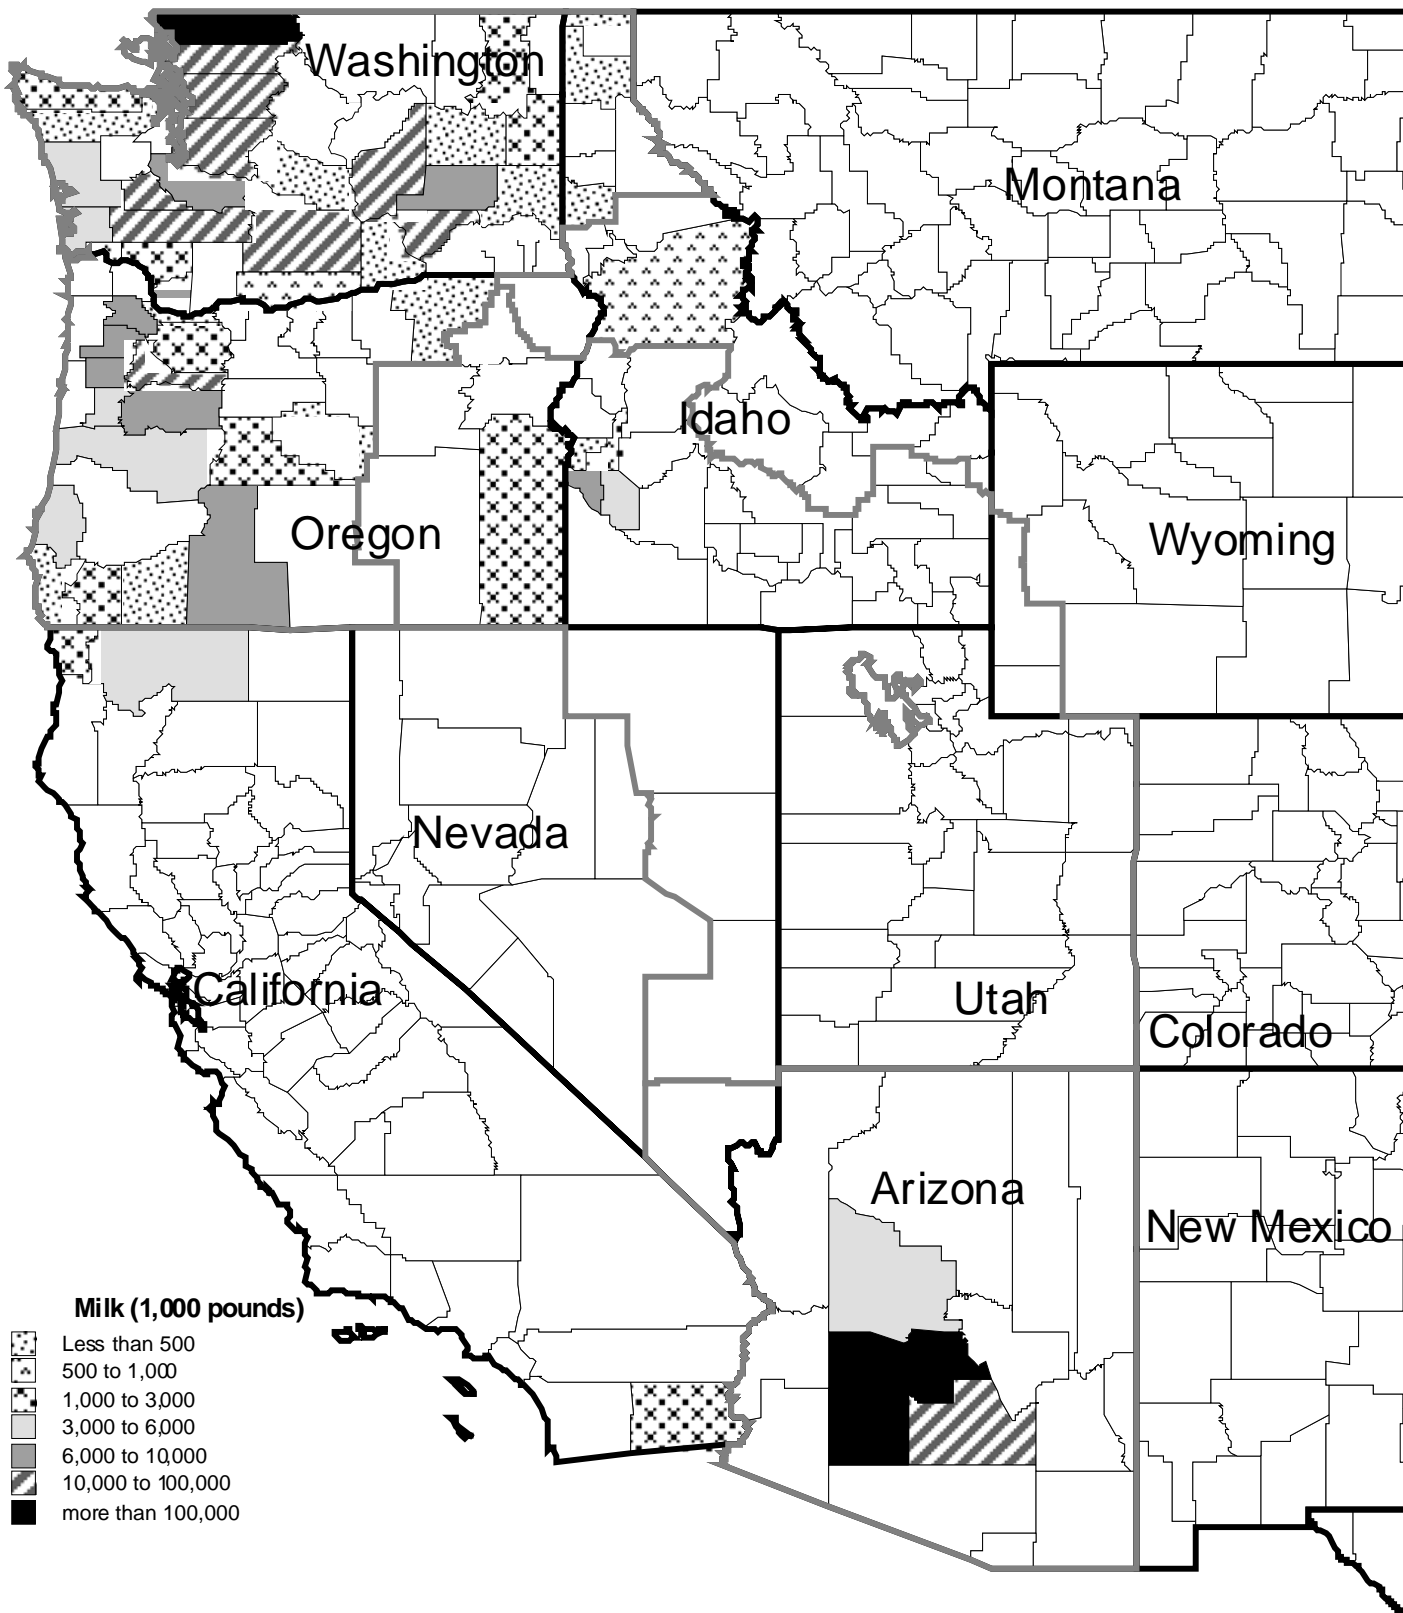 Washington
Montana
Idaho
Oregon
Wyoming
Nevada
California
Utah
Colorado
Arizona
New Mexico
Milk (1,000 pounds)
Less than 500
500 to 1,000
1,000 to 3,000
3,000 to 6,000
6,000 to 10,000
10,000 to 100,000
more than 100,000